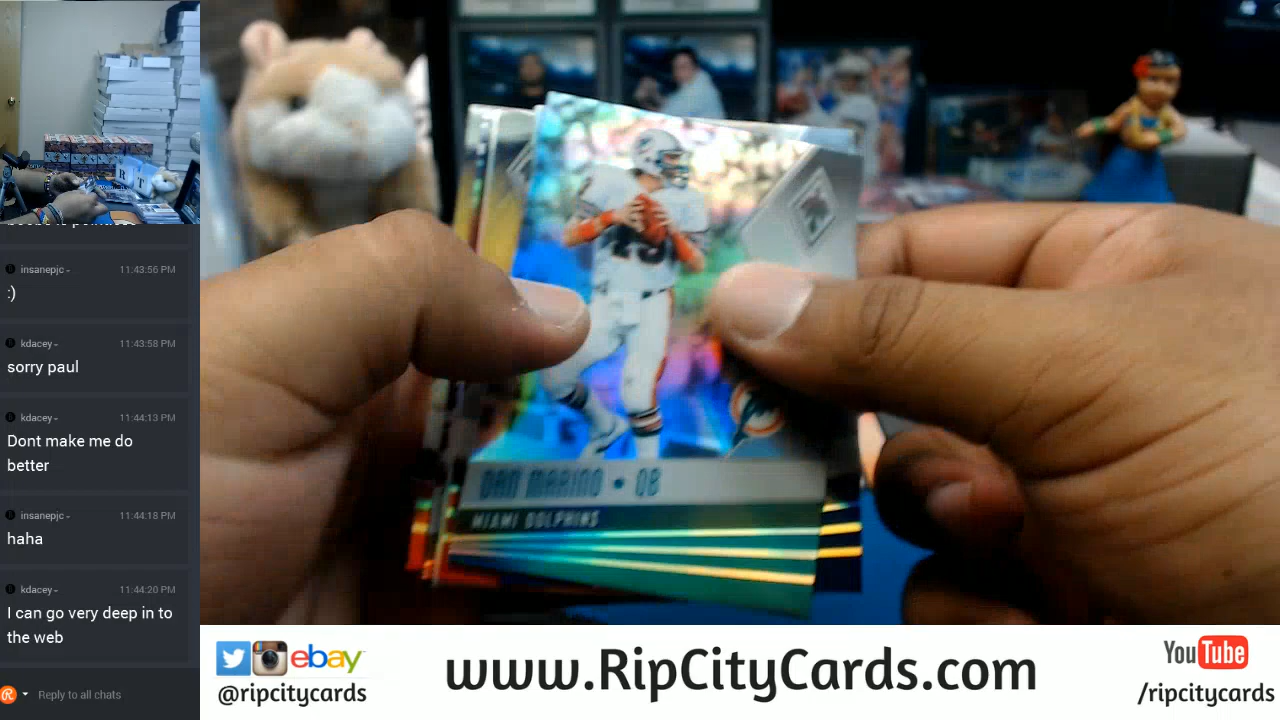 insanepjc
11:43:56 PM
:)
kdacey
11:43:58 PM
sorry paul
kdacey
11:44:13 PM
Dont make me do
better
insanepjc
11:44:18 PM
haha
kdacey
11:44:20 PM
I can go very deep in to
the web
Reply to all chats
DAN MARINO • QB
MIAMI DOLPHINS
ebay
@ripcitycards
www.RipCityCards.com
YouTube
/ripcitycards